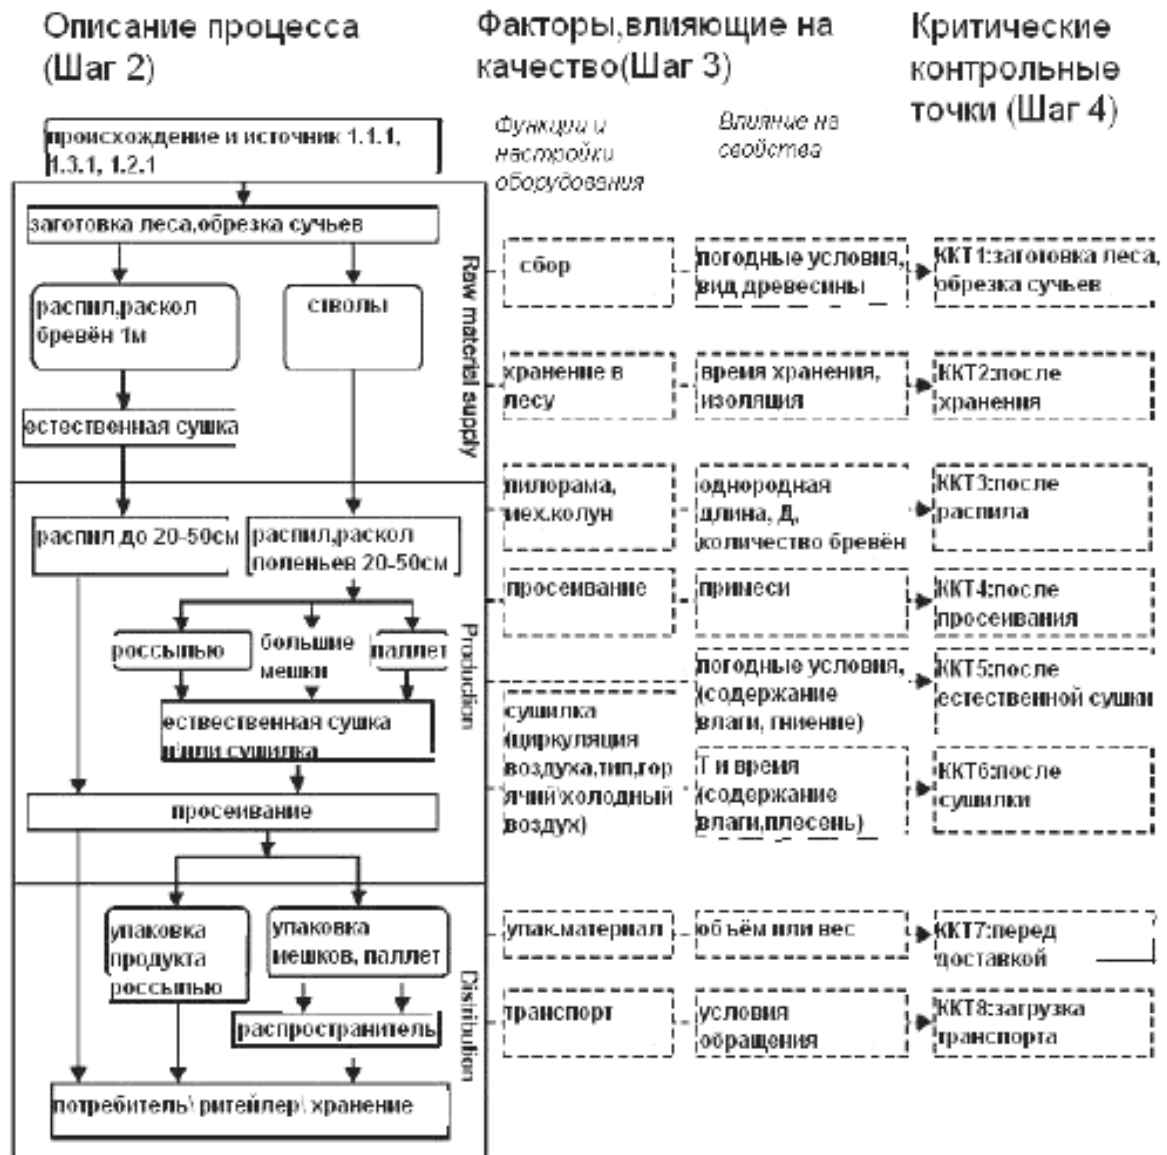 Описание процесса
(Шаг 2)
Факторы,влияющие на
качество(Шаг 3)
Критические
контрольные
точки (Шаг 4)
Функции и
настройки
оборудования
Влияние на
свойства
происхождение и источник 1.1.1,
1.3.1, 1.2.1
заготовка леса,обрезка сучьев
распил,раскол
бревён 1м
стволы
естественная сушка
Raw material supply
сбор
погодные условия,
вид древесины
ККТ1:заготовка леса,
обрезка сучьев
хранение в
лесу
время хранения,
изоляция
ККТ2:после
хранения
распил до 20-50см
распил,раскол
поленьев 20-50см
россыпью
большие
мешки
паллет
ествественная сушка
и\или сушилка
просеивание
Production
пилорама,
мех.колун
однородная
длина, Д,
количество бревён
ККТ3:после
распила
просеивание
примеси
ККТ4:после
просеивания
погодные условия,
(содержание
влаги, гниение)
ККТ5:после
естественной сушки
сушилка
(циркуляция
воздуха,тип,гор
ячий\холодный
воздух)
Т и время
(содержание
влаги,плесень)
ККТ6:после
сушилки
упаковка
продукта
россыпью
упаковка
мешков, паллет
распространитель
потребитель\ ритейлер\ хранение
Distribution
упак.материал
объём или вес
ККТ7:перед
доставкой
транспорт
условия
обращения
ККТ8:загрузка
транспорта